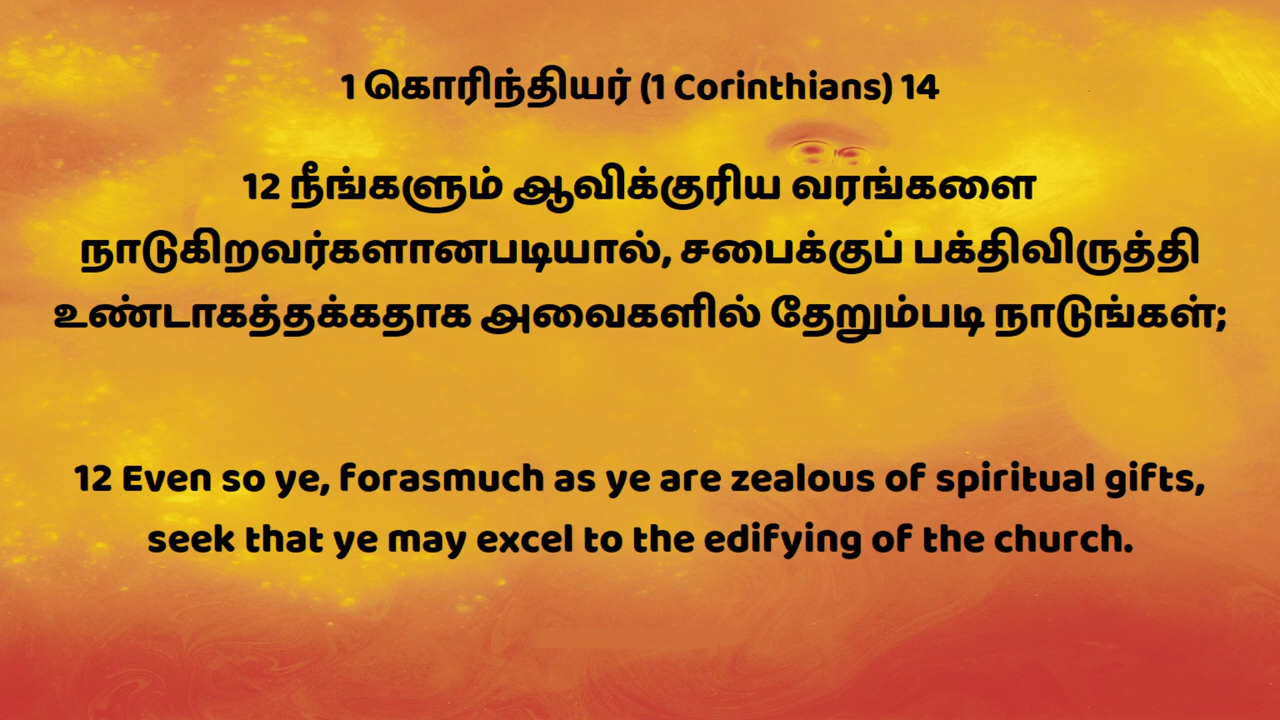 1 கொரிந்தியர் (1 Corinthians) 14
12 நீங்களும் ஆவிக்குரிய வரங்களை
நாடுகிறவர்களானபடியால், சபைக்குப் பக்திவிருத்தி
உண்டாகத்தக்கதாக அவைகளில் தேறும்படி நாடுங்கள்;
12 Even so ye, forasmuch as ye are zealous of spiritual gifts,
seek that ye may excel to the edifying of the church.